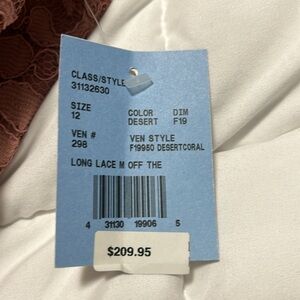 CLASS/STYLE
31132630
SIZE COLOR DIM
12 DESERT F19
VEN # VEN STYLE
298 F19950 DESERTCORAL
LONG LACE M OFF THE
4 31130 19906 5
$209.95